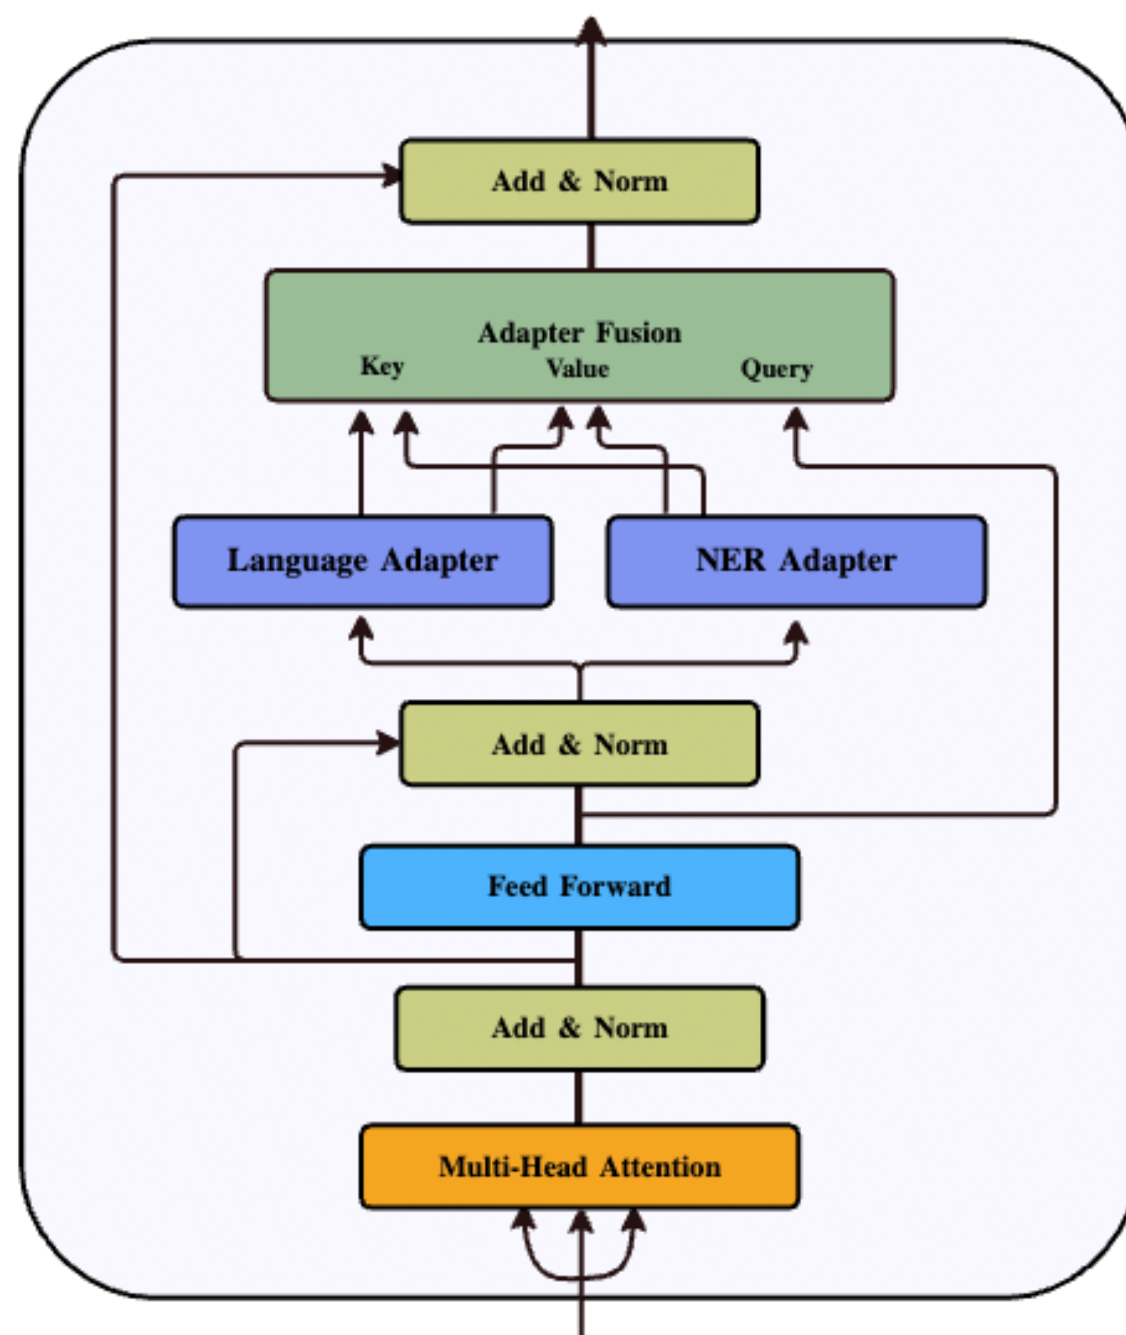 Add & Norm
Adapter Fusion
Key Value Query
Language Adapter NER Adapter
Add & Norm
Feed Forward
Add & Norm
Multi-Head Attention